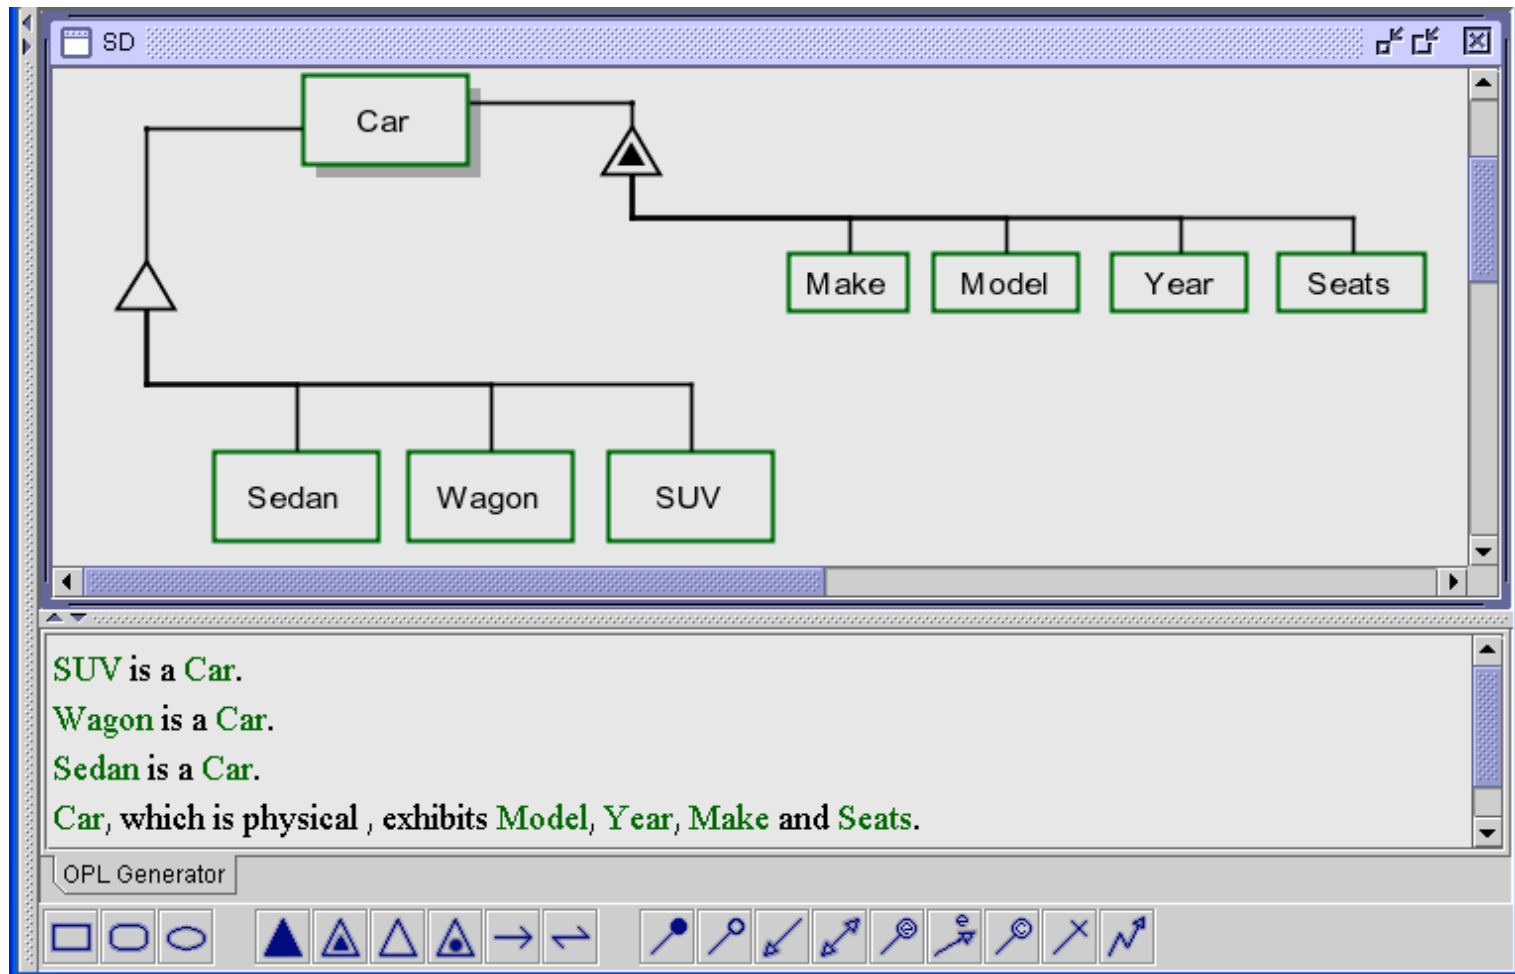 SD
Car
Make Model Year Seats
Sedan Wagon SUV
SUV is a Car.
Wagon is a Car.
Sedan is a Car.
Car, which is physical , exhibits Model, Year, Make and Seats.
OPL Generator
e e c